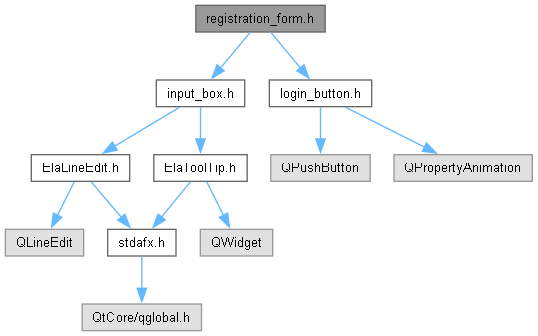 registration_form.h
input_box.h
login_button.h
ElaLineEdit.h
ElaToolTip.h
QPushButton
QPropertyAnimation
QLineEdit
stdafx.h
QWidget
QtCore/qglobal.h